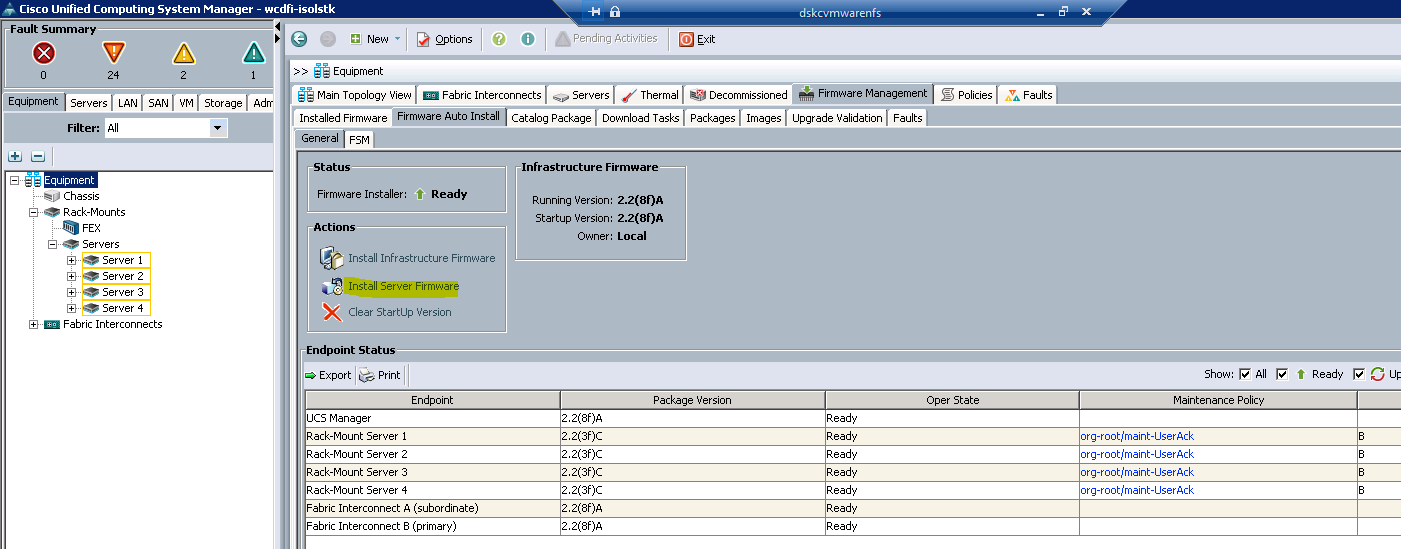 Cisco Unified Computing System Manager - wcdfi-isolstk
dskcvmwarenfs
Fault Summary
0 24 2 1
New Options Pending Activities Exit
>> Equipment
Equipment Servers LAN SAN VM Storage Adm
Main Topology View Fabric Interconnects Servers Thermal Decommissioned Firmware Management Policies Faults
Installed Firmware Firmware Auto Install Catalog Package Download Tasks Packages Images Upgrade Validation Faults
Filter: All
General FSM
Equipment
Chassis
Rack-Mounts
FEX
Servers
Server 1
Server 2
Server 3
Server 4
Fabric Interconnects
Status
Firmware Installer: Ready
Infrastructure Firmware
Running Version: 2.2(8f)A
Startup Version: 2.2(8f)A
Owner: Local
Actions
Install Infrastructure Firmware
Install Server Firmware
Clear StartUp Version
Endpoint Status
Export Print Show: All Ready Up
Endpoint Package Version Oper State Maintenance Policy
UCS Manager 2.2(8f)A Ready
Rack-Mount Server 1 2.2(3f)C Ready org-root/maint-UserAck B
Rack-Mount Server 2 2.2(3f)C Ready org-root/maint-UserAck B
Rack-Mount Server 3 2.2(3f)C Ready org-root/maint-UserAck B
Rack-Mount Server 4 2.2(3f)C Ready org-root/maint-UserAck B
Fabric Interconnect A (subordinate) 2.2(8f)A Ready
Fabric Interconnect B (primary) 2.2(8f)A Ready